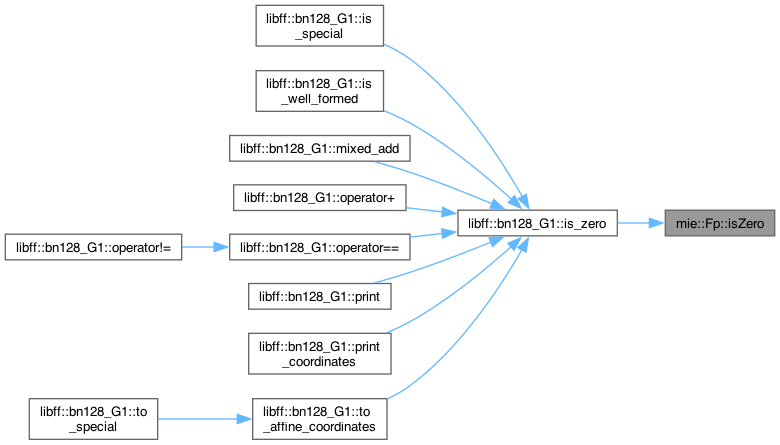 libff::bn128_G1::is
_special
libff::bn128_G1::is
_well_formed
libff::bn128_G1::mixed_add
libff::bn128_G1::operator+
libff::bn128_G1::is_zero
mie::Fp::isZero
libff::bn128_G1::operator!=
libff::bn128_G1::operator==
libff::bn128_G1::print
libff::bn128_G1::print
_coordinates
libff::bn128_G1::to
_special
libff::bn128_G1::to
_affine_coordinates